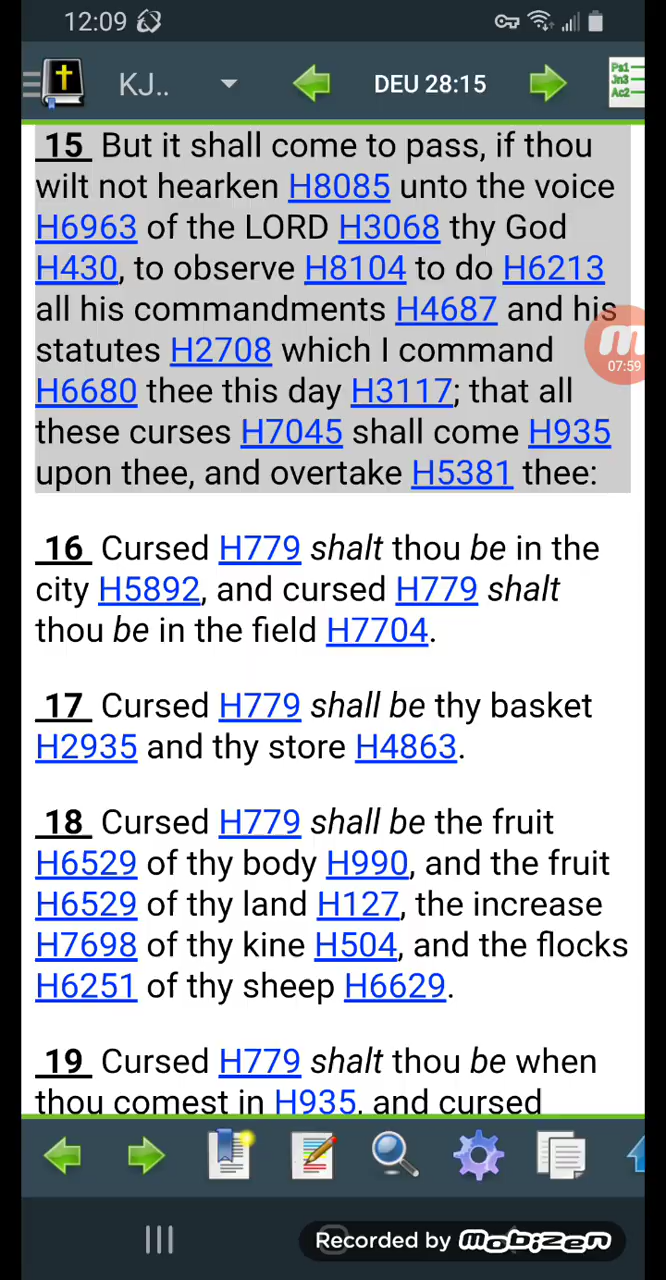 12:09
KJ.. DEU 28:15 Ps1 Jn3 Ac2
15 But it shall come to pass, if thou
wilt not hearken H8085 unto the voice
H6963 of the LORD H3068 thy God
H430, to observe H8104 to do H6213
all his commandments H4687 and his
statutes H2708 which I command
H6680 thee this day H3117; that all
these curses H7045 shall come H935
upon thee, and overtake H5381 thee:
m
07:59
16 Cursed H779 shalt thou be in the
city H5892, and cursed H779 shalt
thou be in the field H7704.
17 Cursed H779 shall be thy basket
H2935 and thy store H4863.
18 Cursed H779 shall be the fruit
H6529 of thy body H990, and the fruit
H6529 of thy land H127, the increase
H7698 of thy kine H504, and the flocks
H6251 of thy sheep H6629.
19 Cursed H779 shalt thou be when
thou comest in H935, and cursed
Recorded by mobizen